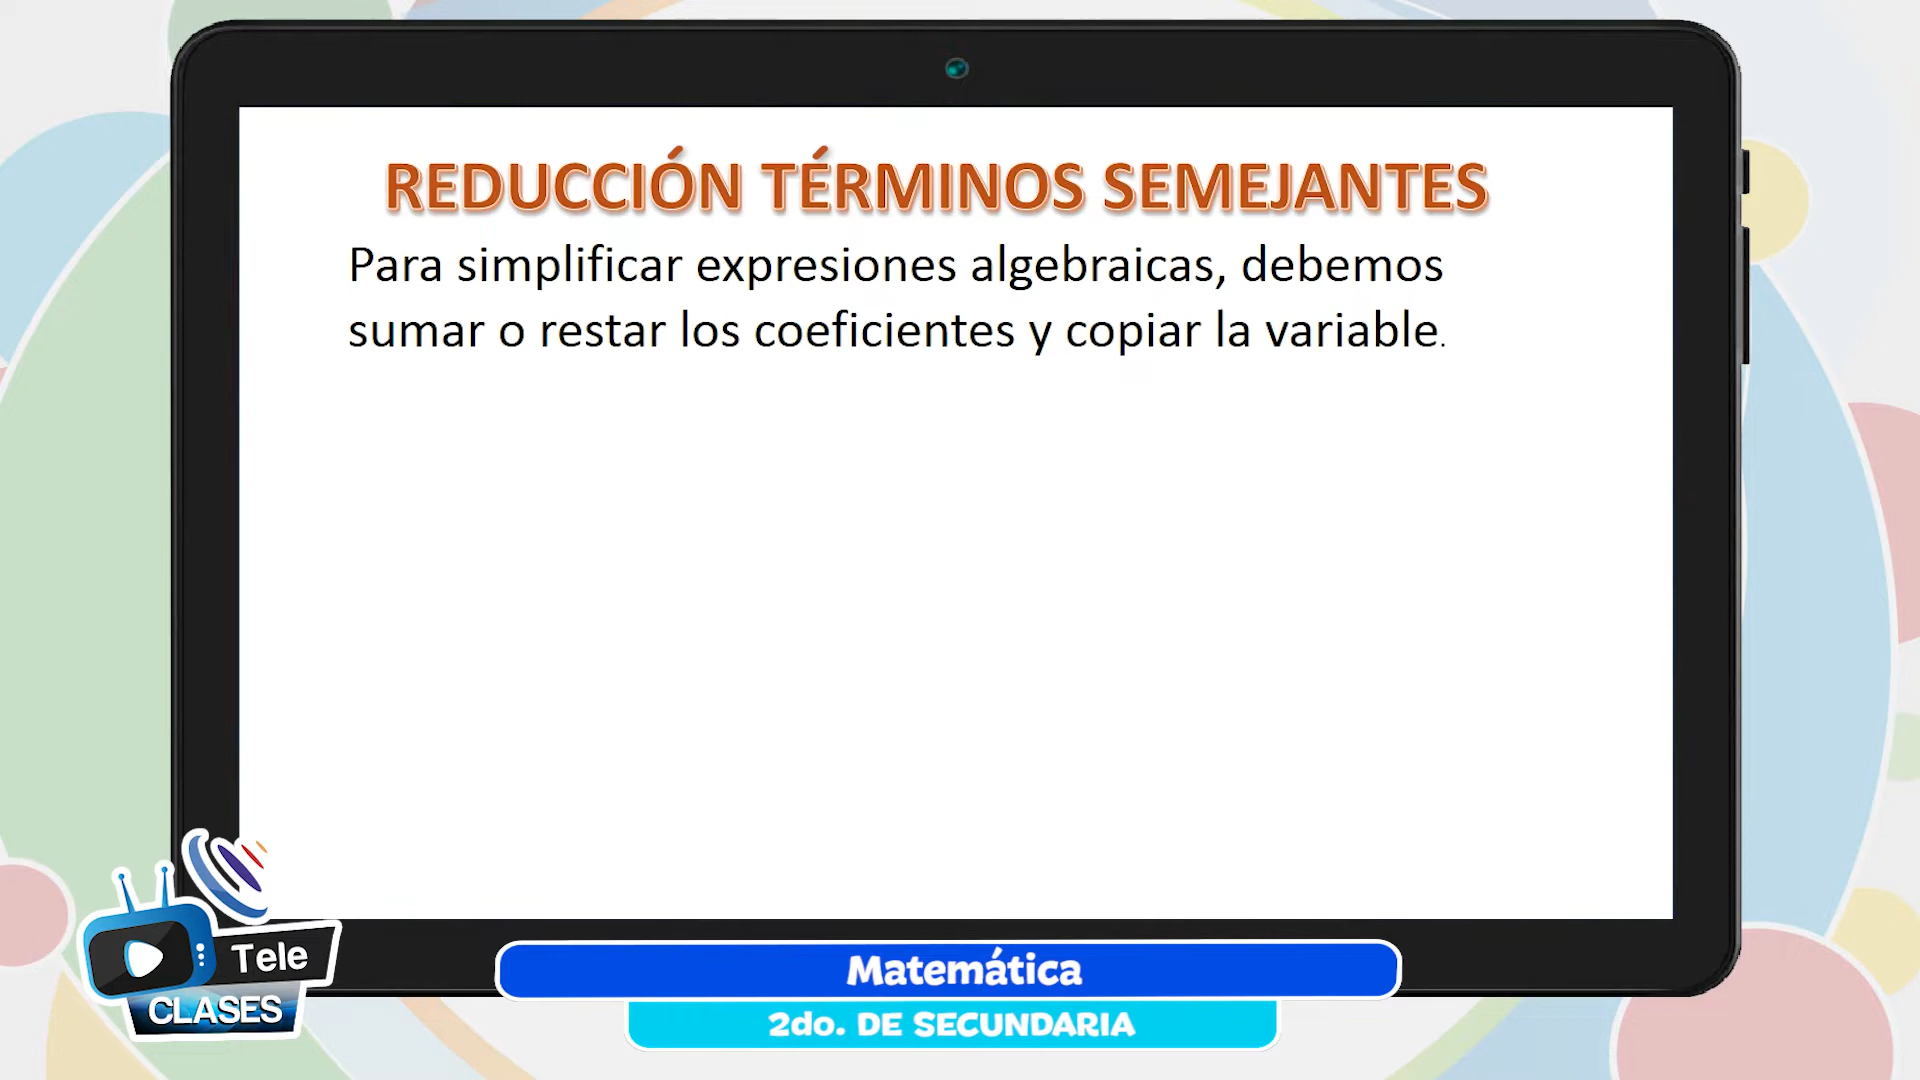 REDUCCIÓN TÉRMINOS SEMEJANTES
Para simplificar expresiones algebraicas, debemos
sumar o restar los coeficientes y copiar la variable.
Tele
CLASES
Matemática
2do. DE SECUNDARIA